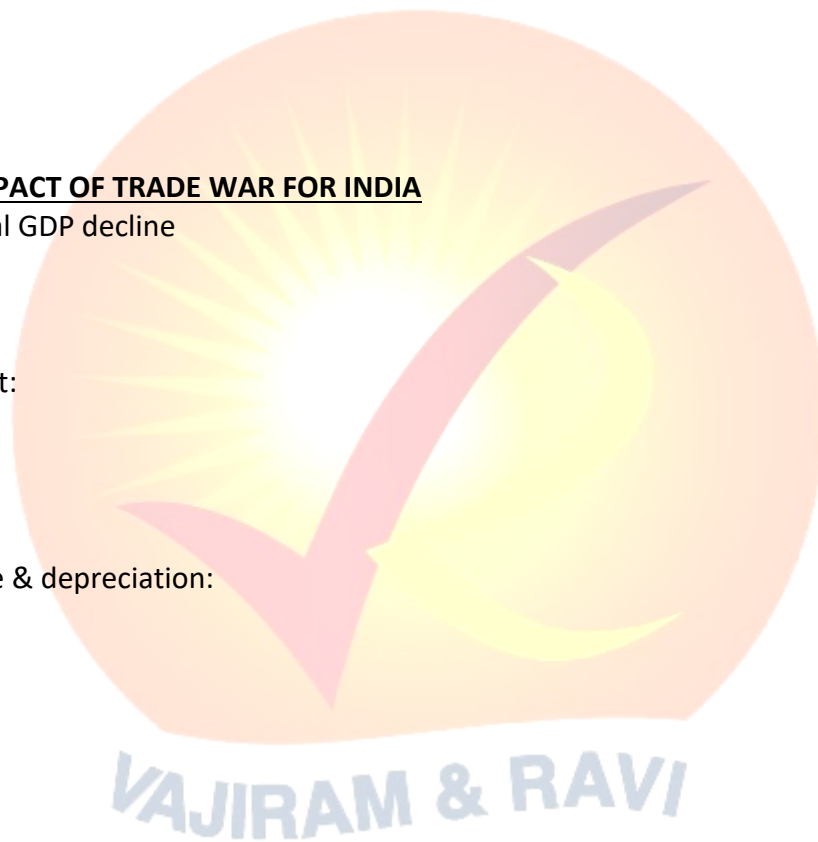 PACT OF TRADE WAR FOR INDIA
l GDP decline
t:
e & depreciation:
VAJIRAM & RAVI